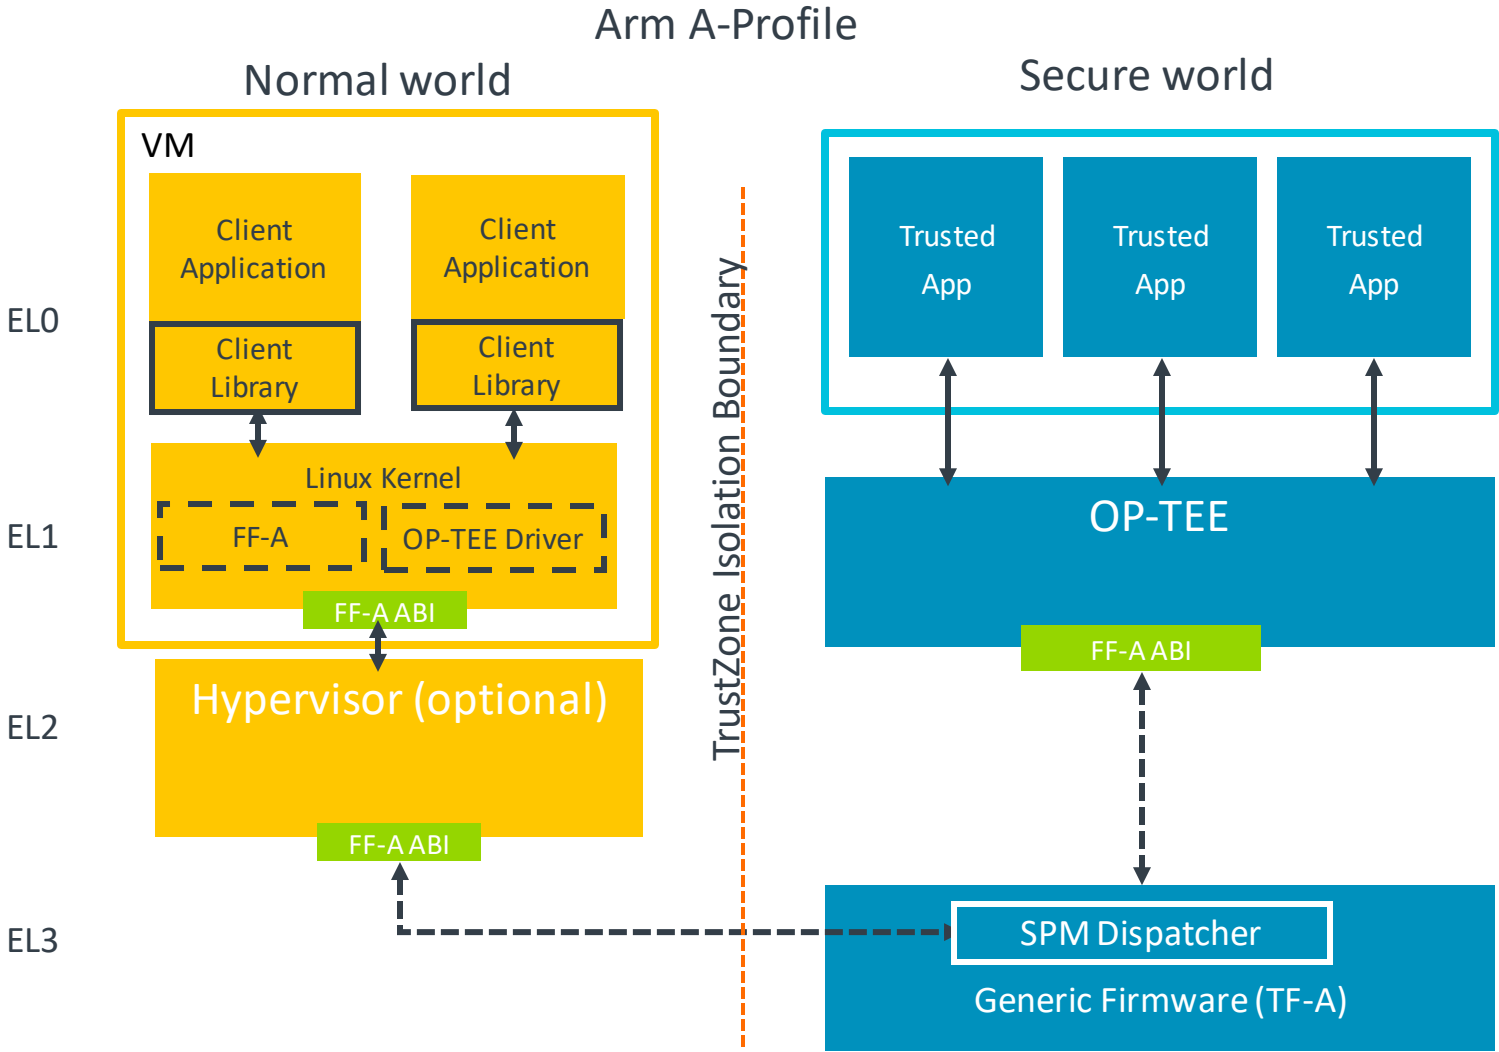 Arm A-Profile
Normal world
Secure world
VM
Client
Application
Client
Application
Trusted
App
Trusted
App
Trusted
App
EL0
Client
Library
Client
Library
TrustZone Isolation Boundary
Linux Kernel
EL1
FF-A
OP-TEE Driver
OP-TEE
FF-A ABI
FF-A ABI
Hypervisor (optional)
EL2
FF-A ABI
EL3
SPM Dispatcher
Generic Firmware (TF-A)